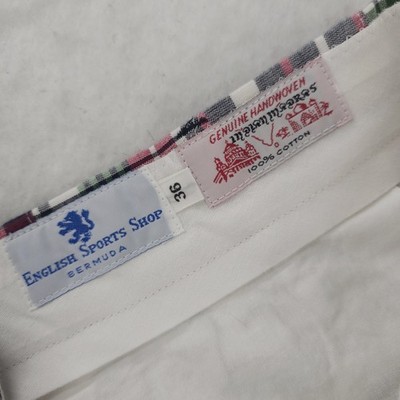 ENGLISH SPORTS SHOP
BERMUDA
36
GENUINE HANDWOVEN
100% COTTON